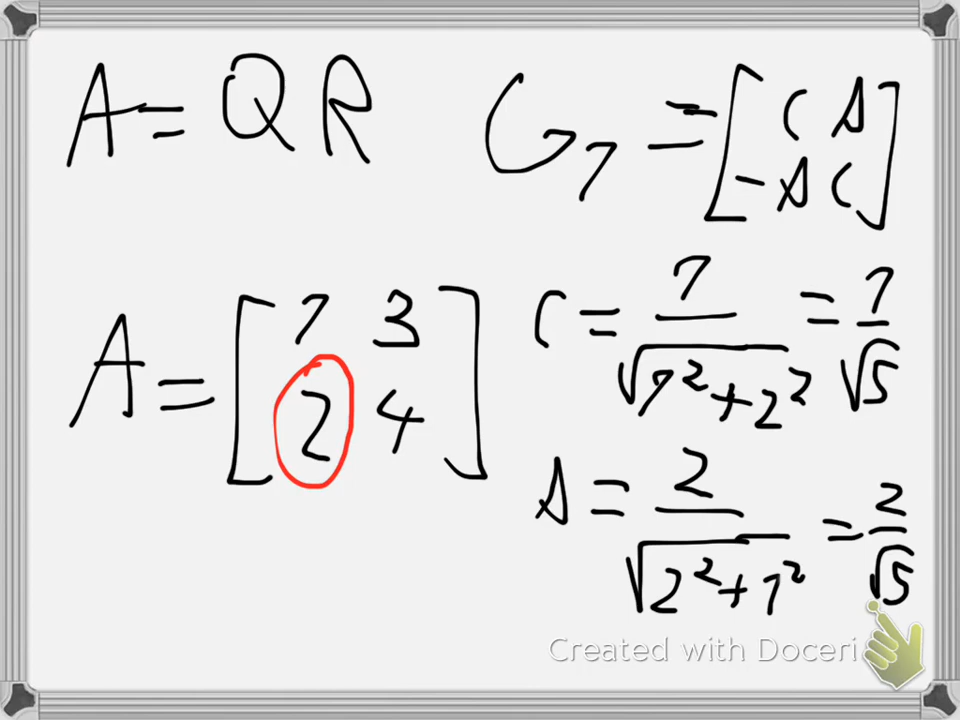 A = QR
G₁ = [ c s
-s c ]
A = [ 1 3
2 4 ]
c = 1 / √(1² + 2²) = 1 / √5
s = 2 / √(2² + 1²) = 2 / √5
Created with Doceri